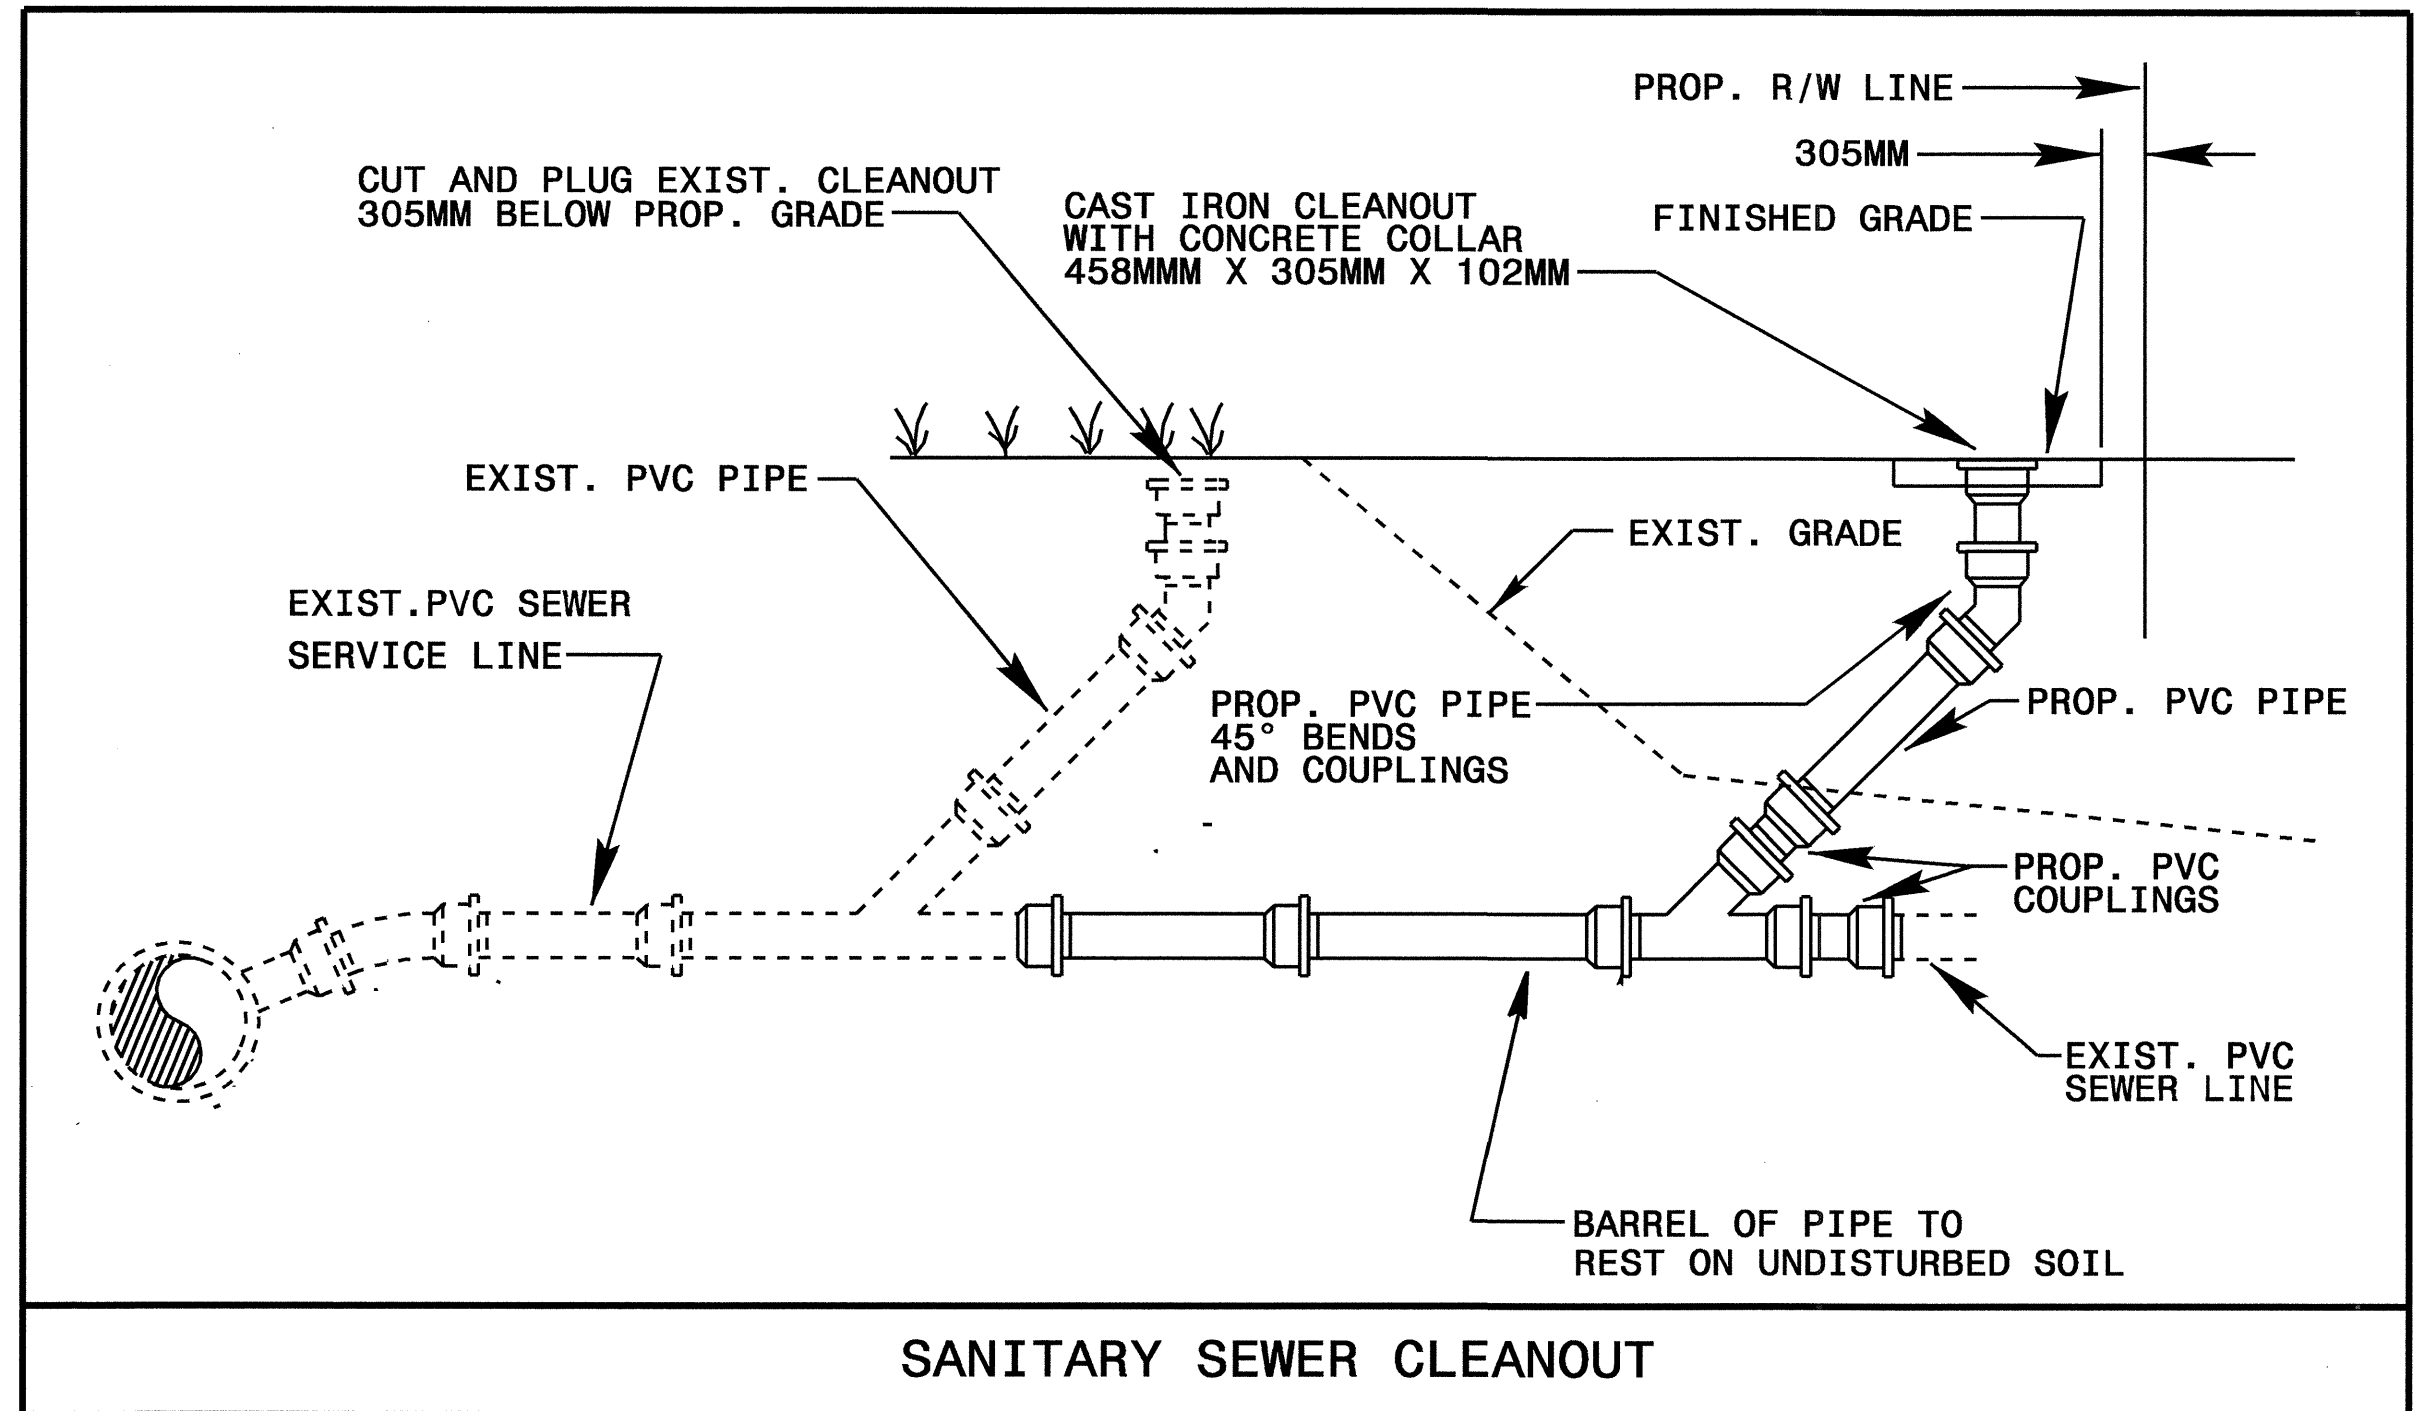 PROP. R/W LINE
305MM
CUT AND PLUG EXIST. CLEANOUT
305MM BELOW PROP. GRADE
CAST IRON CLEANOUT
WITH CONCRETE COLLAR
458MMM X 305MM X 102MM
FINISHED GRADE
EXIST. PVC PIPE
EXIST. GRADE
EXIST.PVC SEWER
SERVICE LINE
PROP. PVC PIPE
45° BENDS
AND COUPLINGS
PROP. PVC PIPE
PROP. PVC
COUPLINGS
EXIST. PVC
SEWER LINE
BARREL OF PIPE TO
REST ON UNDISTURBED SOIL
SANITARY SEWER CLEANOUT